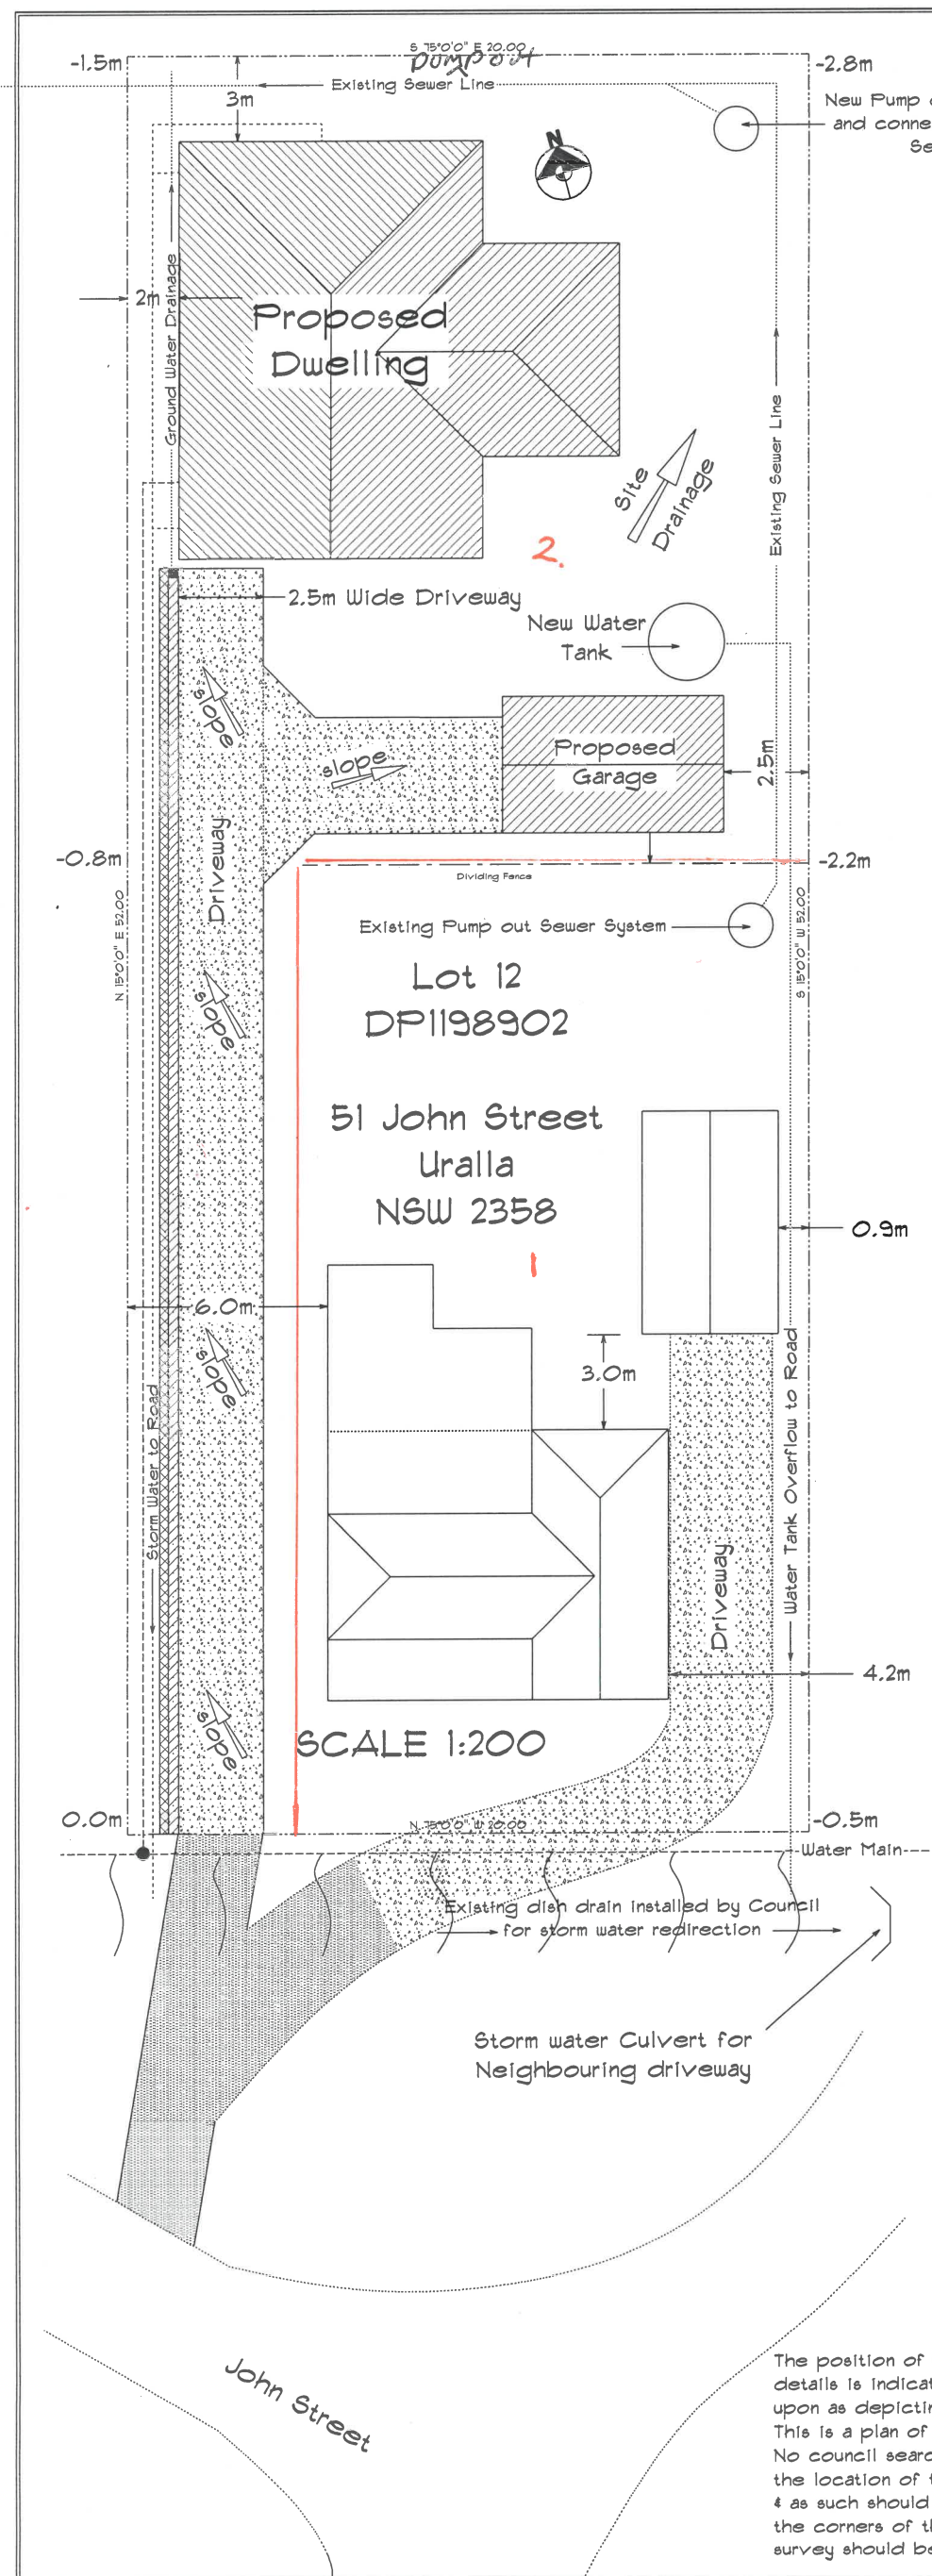 S 75°0'0" E 20.00
Pump out
-1.5m
-2.8m
Existing Sewer Line
3m
New Pump
and conne
Se
N
2m
Ground Water Drainage
Proposed
Dwelling
Existing Sewer Line
Site
Drainage
2.
2.5m Wide Driveway
New Water
Tank
slope
slope
Proposed
Garage
2.5m
Driveway
-0.8m
-2.2m
Dividing Fence
N 15°0'0" E 52.00
S 15°0'0" W 52.00
Existing Pump out Sewer System
Lot 12
DP1198902
slope
51 John Street
Uralla
NSW 2358
1
0.9m
6.0m
slope
3.0m
Storm Water to Road
Water Tank Overflow to Road
Driveway
4.2m
slope
SCALE 1:200
0.0m
N 75°0'0" W 20.00
-0.5m
Water Main
Existing dish drain installed by Council
for storm water redirection
Storm water Culvert for
Neighbouring driveway
John Street
The position of
details is indicat
upon as depictin
This is a plan of
No council searc
the location of t
& as such should
the corners of th
survey should be